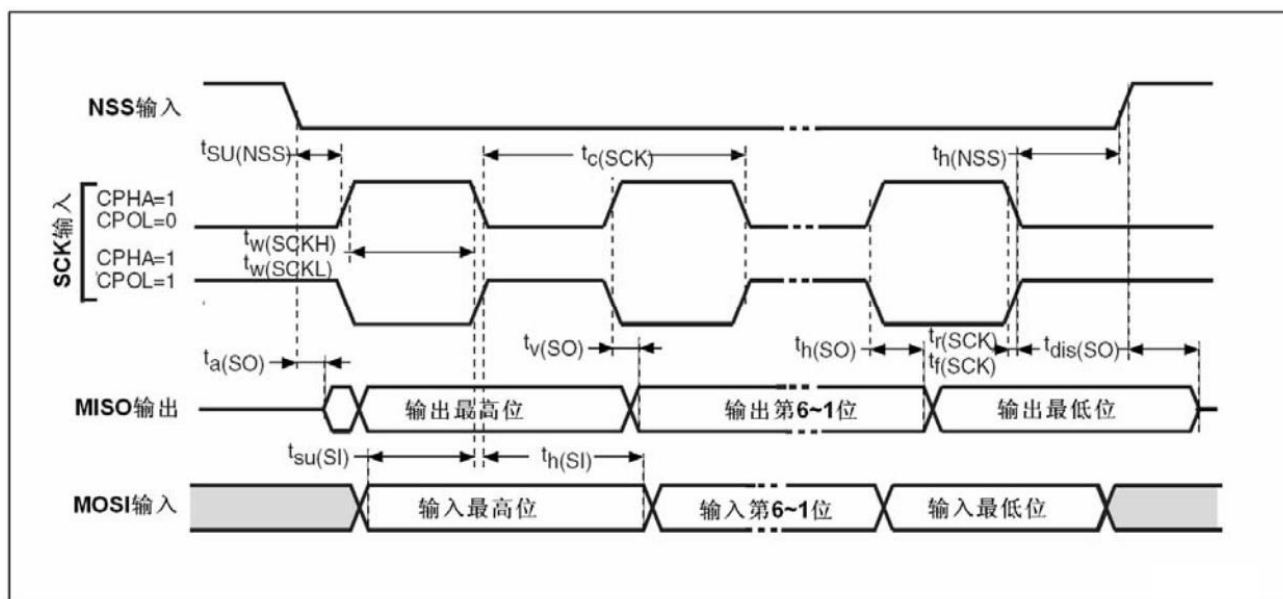 NSS输入
tSU(NSS)
tc(SCK)
th(NSS)
SCK输入
CPHA=1
CPOL=0
tw(SCKH)
CPHA=1
tw(SCKL)
CPOL=1
ta(SO)
tv(SO)
th(SO)
tr(SCK)
tf(SCK)
tdis(SO)
MISO输出
输出最高位
输出第6~1位
输出最低位
tsu(SI)
th(SI)
MOSI输入
输入最高位
输入第6~1位
输入最低位